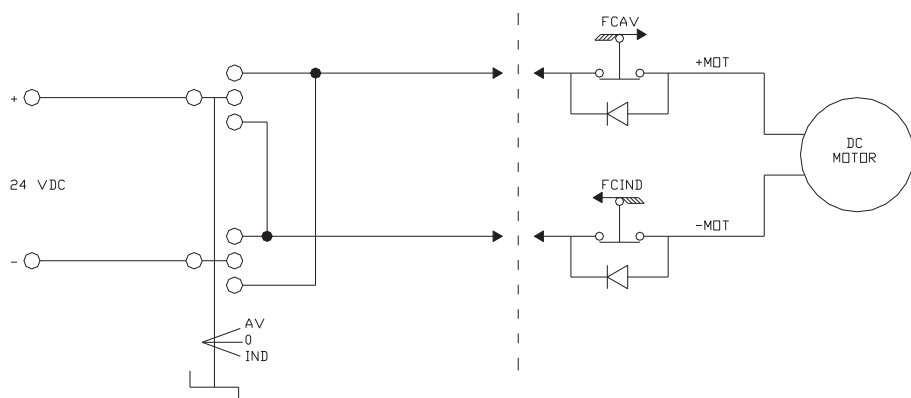 FCAV
+MOT
+
DC
MOTOR
24 VDC
FCIND
-MOT
-
AV
0
IND